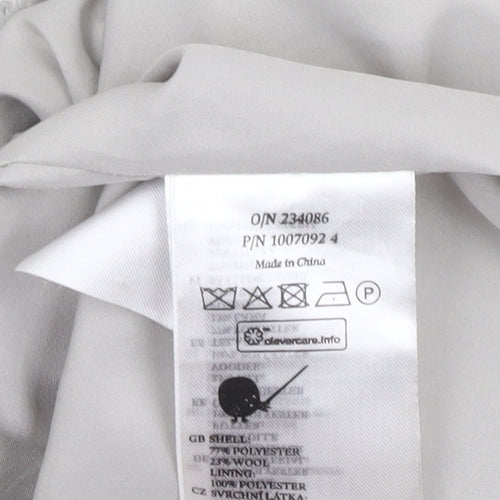 O/N 234086
P/N 1007092 4
Made in China
P
clevercare.info
GB SHELL:
77% POLYESTER
23% WOOL
LINING:
100% POLYESTER
CZ SVRCHNÍ LÁTKA: